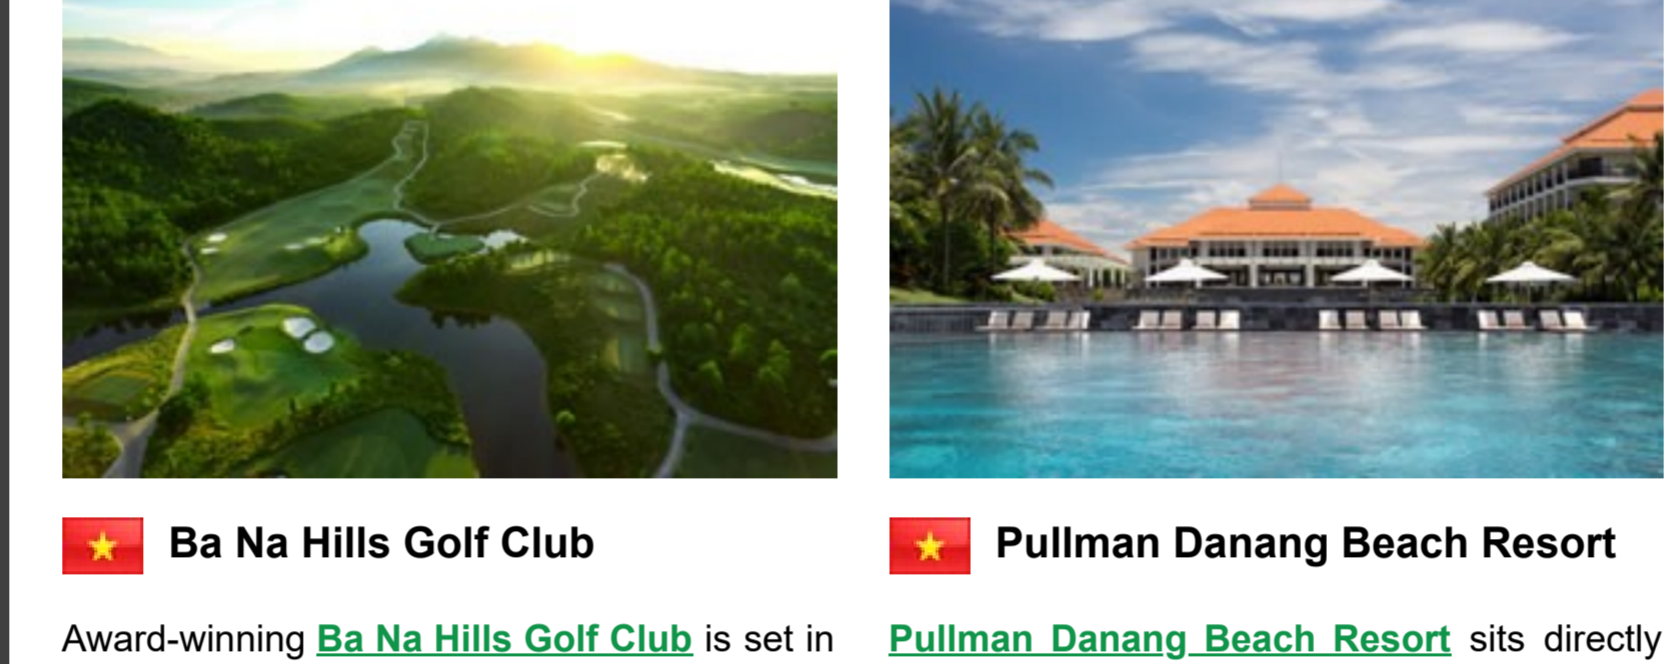 Ba Na Hills Golf Club
Award-winning Ba Na Hills Golf Club is set in
Pullman Danang Beach Resort
Pullman Danang Beach Resort sits directly